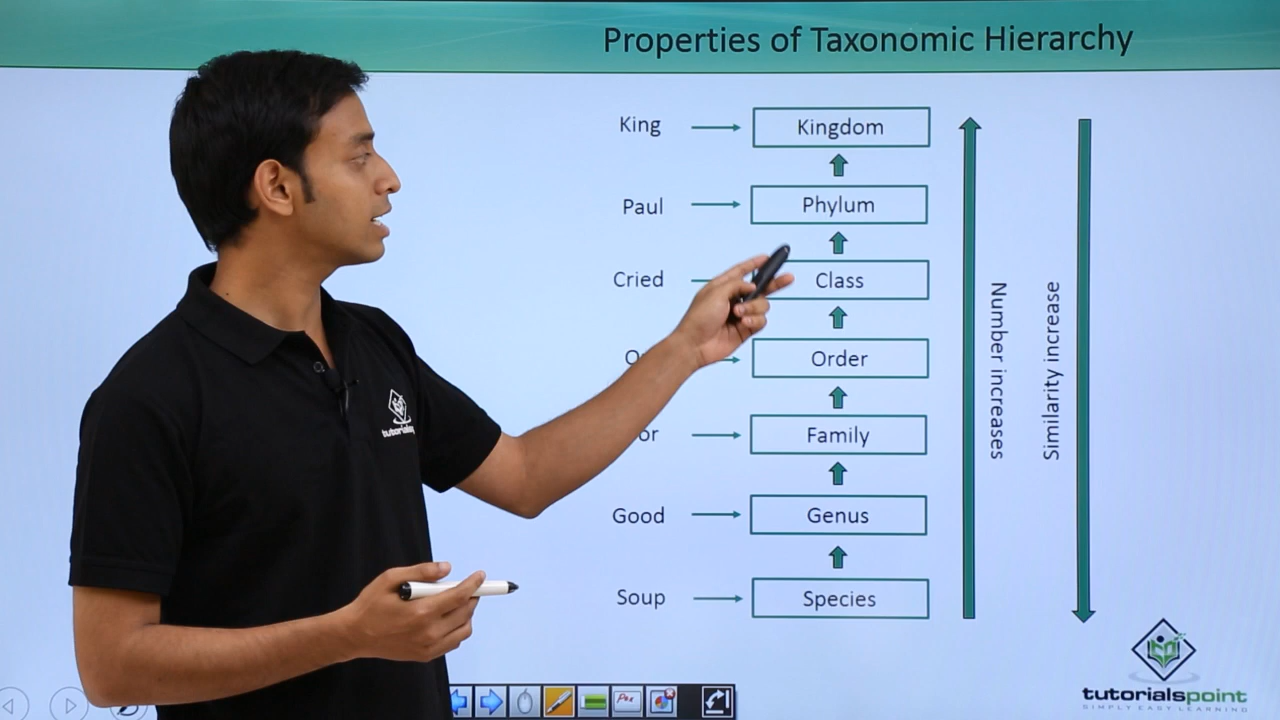 Properties of Taxonomic Hierarchy
King
Kingdom
Paul
Phylum
Cried
Class
Order
Family
Good
Genus
Soup
Species
Number increases
Similarity increase
tutorialspoint
SIMPLY EASY LEARNING